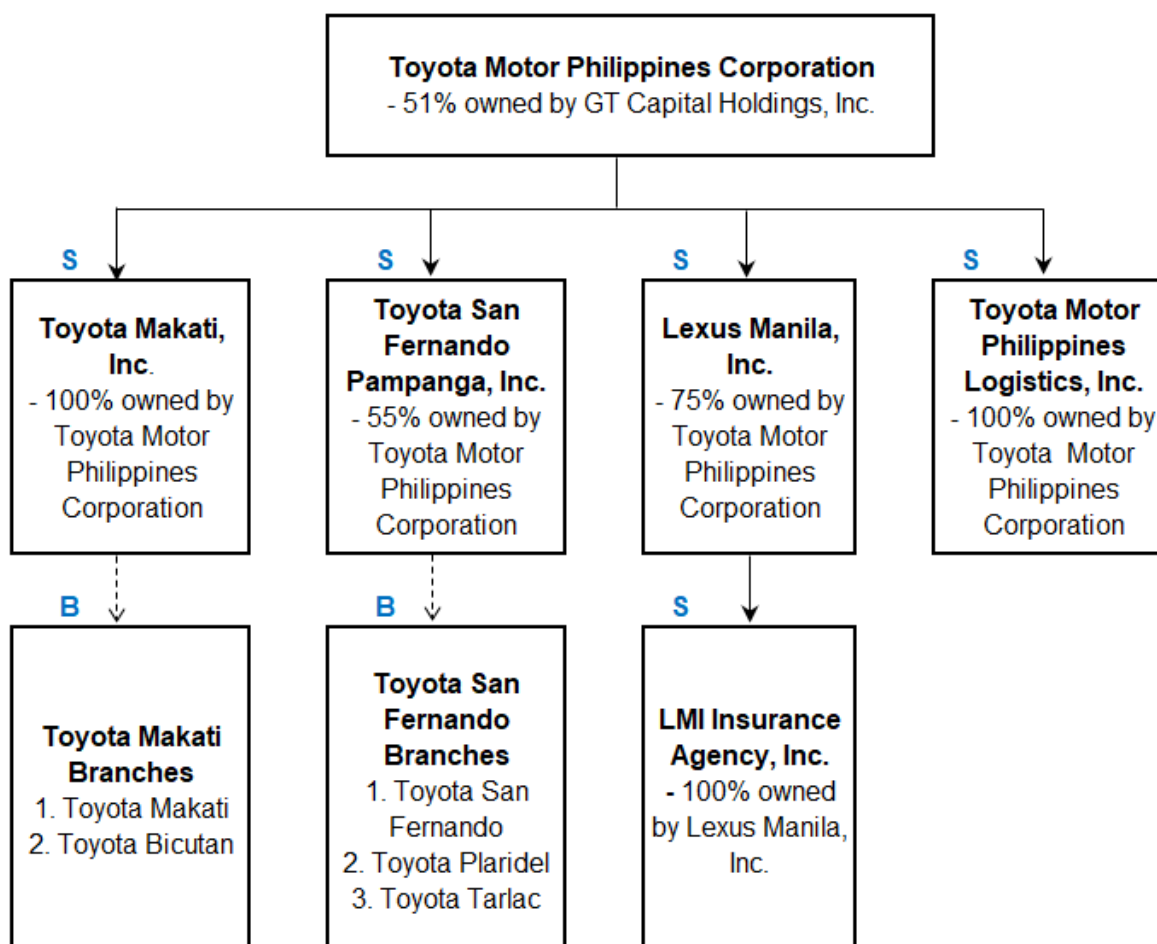 Toyota Motor Philippines Corporation
- 51% owned by GT Capital Holdings, Inc.
S
Toyota Makati,
Inc.
- 100% owned by
Toyota Motor
Philippines
Corporation
S
Toyota San
Fernando
Pampanga, Inc.
- 55% owned by
Toyota Motor
Philippines
Corporation
S
Lexus Manila,
Inc.
- 75% owned by
Toyota Motor
Philippines
Corporation
S
Toyota Motor
Philippines
Logistics, Inc.
- 100% owned by
Toyota Motor
Philippines
Corporation
B
Toyota Makati
Branches
1. Toyota Makati
2. Toyota Bicutan
B
Toyota San
Fernando
Branches
1. Toyota San
Fernando
2. Toyota Plaridel
3. Toyota Tarlac
S
LMI Insurance
Agency, Inc.
- 100% owned
by Lexus Manila,
Inc.